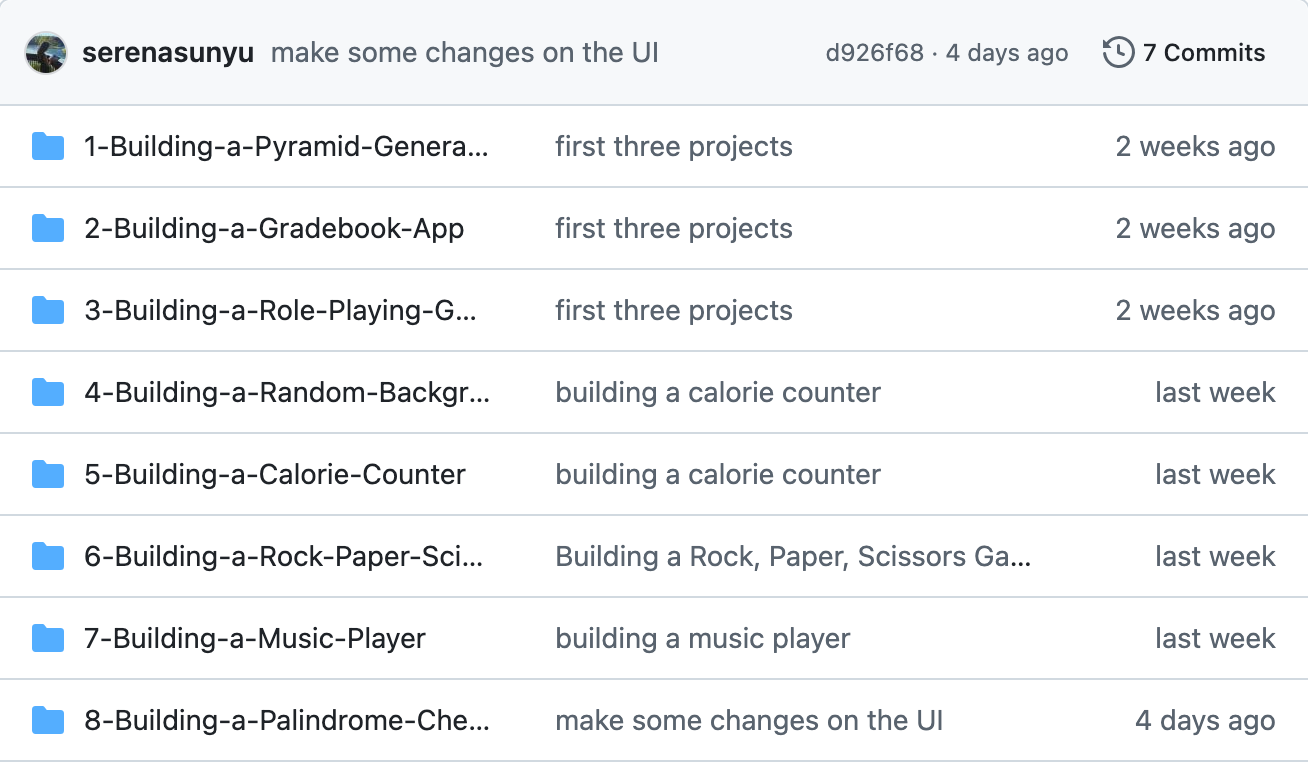 serenasunyu make some changes on the UI d926f68 · 4 days ago 7 Commits
1-Building-a-Pyramid-Genera... first three projects 2 weeks ago
2-Building-a-Gradebook-App first three projects 2 weeks ago
3-Building-a-Role-Playing-G... first three projects 2 weeks ago
4-Building-a-Random-Backgr... building a calorie counter last week
5-Building-a-Calorie-Counter building a calorie counter last week
6-Building-a-Rock-Paper-Sci... Building a Rock, Paper, Scissors Ga... last week
7-Building-a-Music-Player building a music player last week
8-Building-a-Palindrome-Che... make some changes on the UI 4 days ago